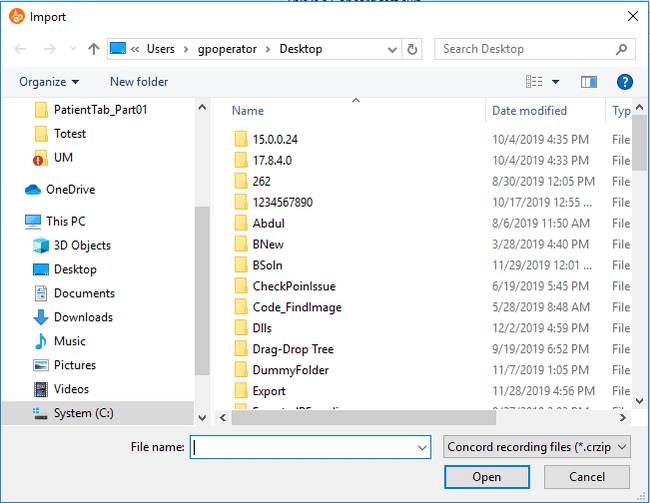 Import
Users > gpoperator > Desktop
Search Desktop
Organize
New folder
PatientTab_Part01
Totest
UM
OneDrive
This PC
3D Objects
Desktop
Documents
Downloads
Music
Pictures
Videos
System (C:)
Name Date modified Typ
15.0.0.24 10/4/2019 4:35 PM File
17.8.4.0 10/4/2019 4:33 PM File
262 8/30/2019 12:05 PM File
1234567890 10/17/2019 12:55 ... File
Abdul 8/6/2019 11:50 AM File
BNew 3/28/2019 4:40 PM File
BSoln 11/29/2019 12:01 ... File
CheckPoinIssue 6/19/2019 5:45 PM File
Code_FindImage 5/28/2019 8:48 AM File
Dlls 12/2/2019 4:59 PM File
Drag-Drop Tree 9/19/2019 6:52 PM File
DummyFolder 11/7/2019 1:05 PM File
Export 11/28/2019 4:56 PM File
File name:
Concord recording files (*.crzip
Open
Cancel